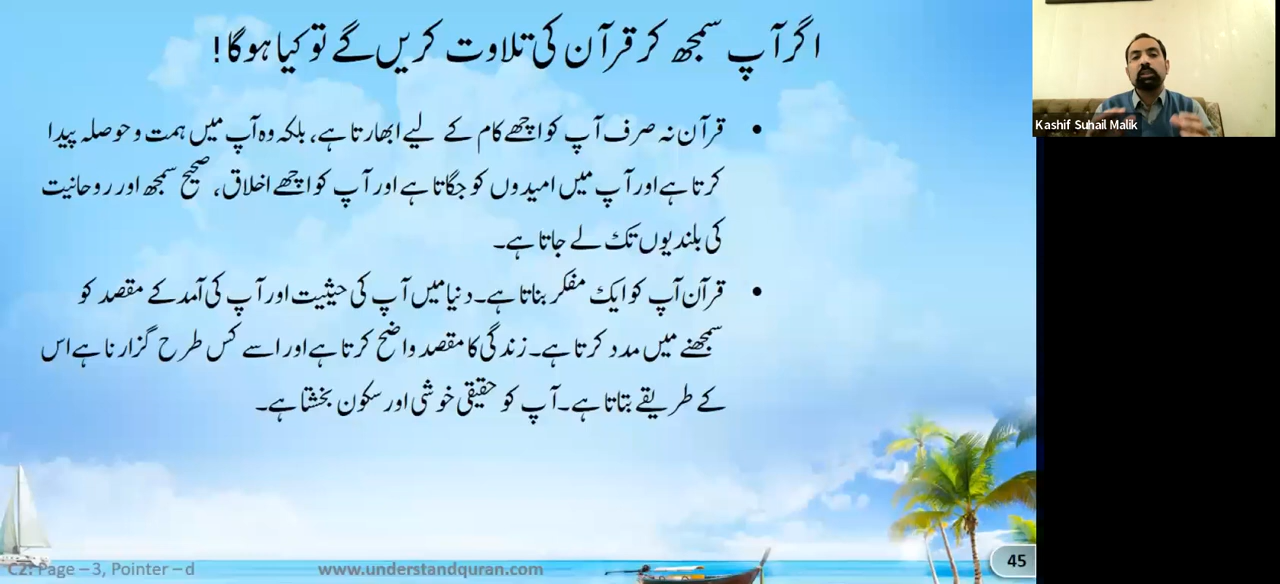 اگر آپ سمجھ کر قرآن کی تلاوت کریں گے تو کیا ہوگا!
• قرآن نہ صرف آپ کو اچھے کام کے لیے ابھارتا ہے، بلکہ وہ آپ میں ہمت و حوصلہ پیدا
کرتا ہے اور آپ میں امیدوں کو جگاتا ہے اور آپ کو اچھے اخلاق، صحیح سمجھ اور روحانیت
کی بلندیوں تک لے جاتا ہے۔
• قرآن آپ کو ایک مفکر بناتا ہے۔ دنیا میں آپ کی حیثیت اور آپ کی آمد کے مقصد کو
سمجھنے میں مدد کرتا ہے۔ زندگی کا مقصد واضح کرتا ہے اور اسے کس طرح گزارنا ہے اس
کے طریقے بتاتا ہے۔ آپ کو حقیقی خوشی اور سکون بخشتا ہے۔
Kashif Suhail Malik
C2: Page – 3, Pointer – d
www.understandquran.com
45